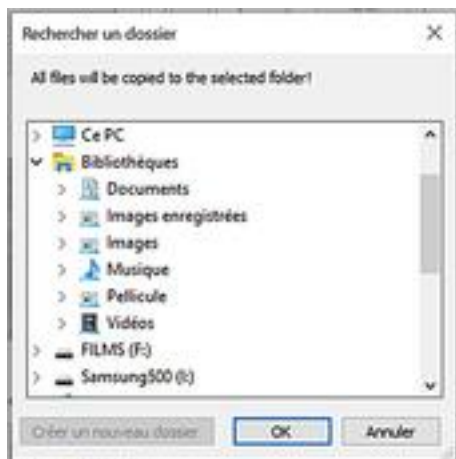 Rechercher un dossier
All files will be copied to the selected folder!
Ce PC
Bibliothèques
Documents
Images enregistrées
Images
Musique
Pellicule
Vidéos
FILMS (F:)
Samsung500 (I:)
Créer un nouveau dossier
OK
Annuler